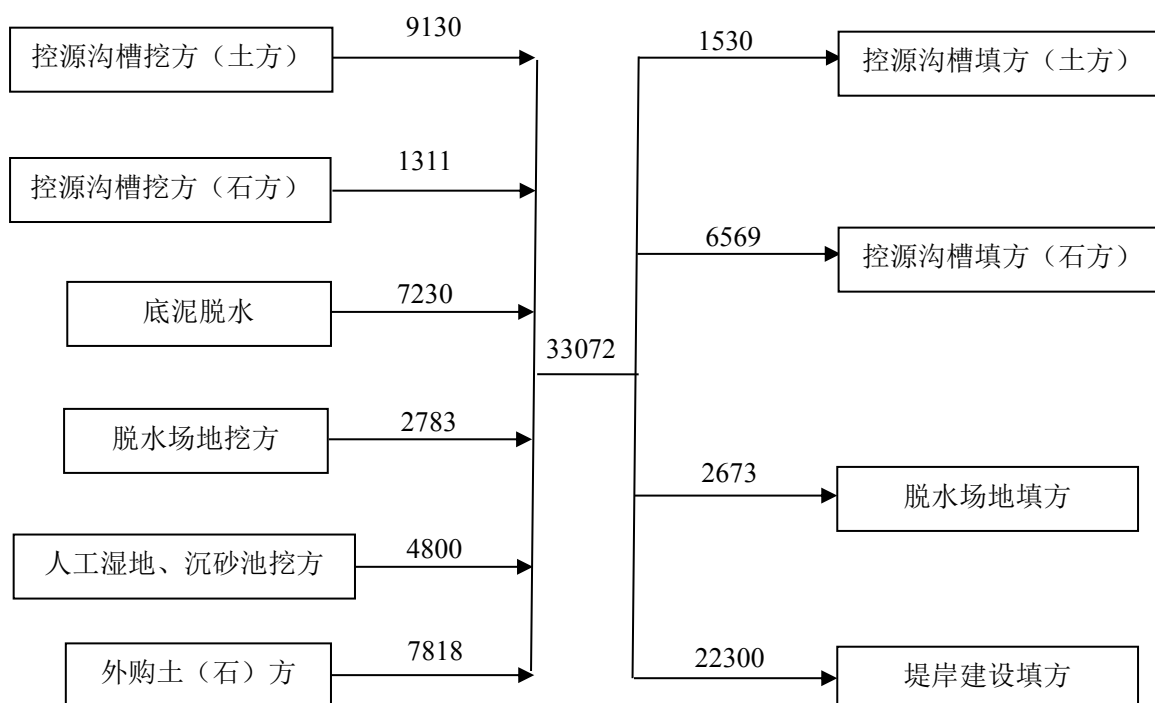 控源沟槽挖方（土方）
9130
控源沟槽挖方（石方）
1311
底泥脱水
7230
脱水场地挖方
2783
人工湿地、沉砂池挖方
4800
外购土（石）方
7818
33072
1530
控源沟槽填方（土方）
6569
控源沟槽填方（石方）
2673
脱水场地填方
22300
堤岸建设填方